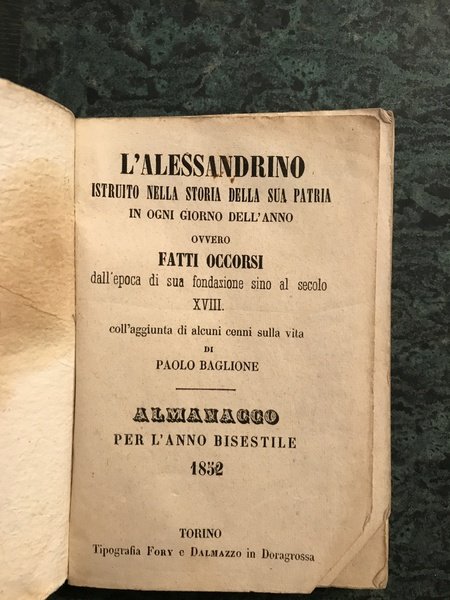 L'ALESSANDRINO
ISTRUITO NELLA STORIA DELLA SUA PATRIA
IN OGNI GIORNO DELL'ANNO
OVVERO
FATTI OCCORSI
dall'epoca di sua fondazione sino al secolo
XVIII.
coll'aggiunta di alcuni cenni sulla vita
DI
PAOLO BAGLIONE
ALMANACCO
PER L'ANNO BISESTILE
1852
TORINO
Tipografia FORY e DALMAZZO in Doragrossa